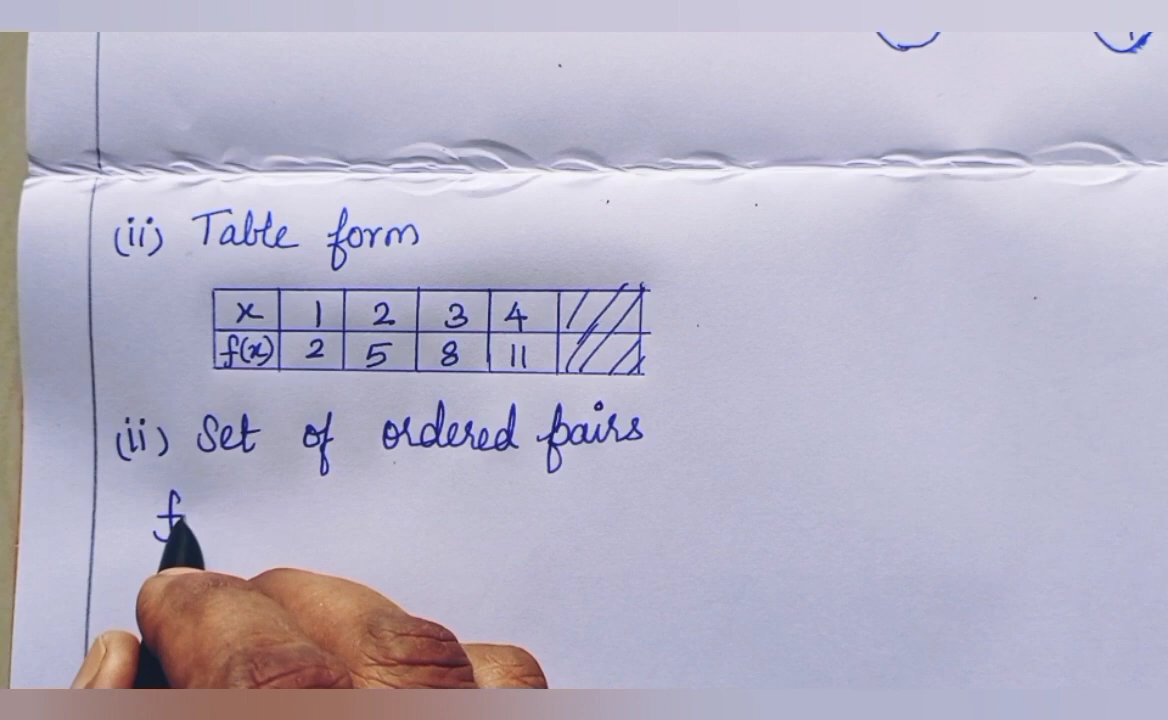 (ii) Table form
x 1 2 3 4
f(x) 2 5 8 11
(ii) Set of ordered pairs
f